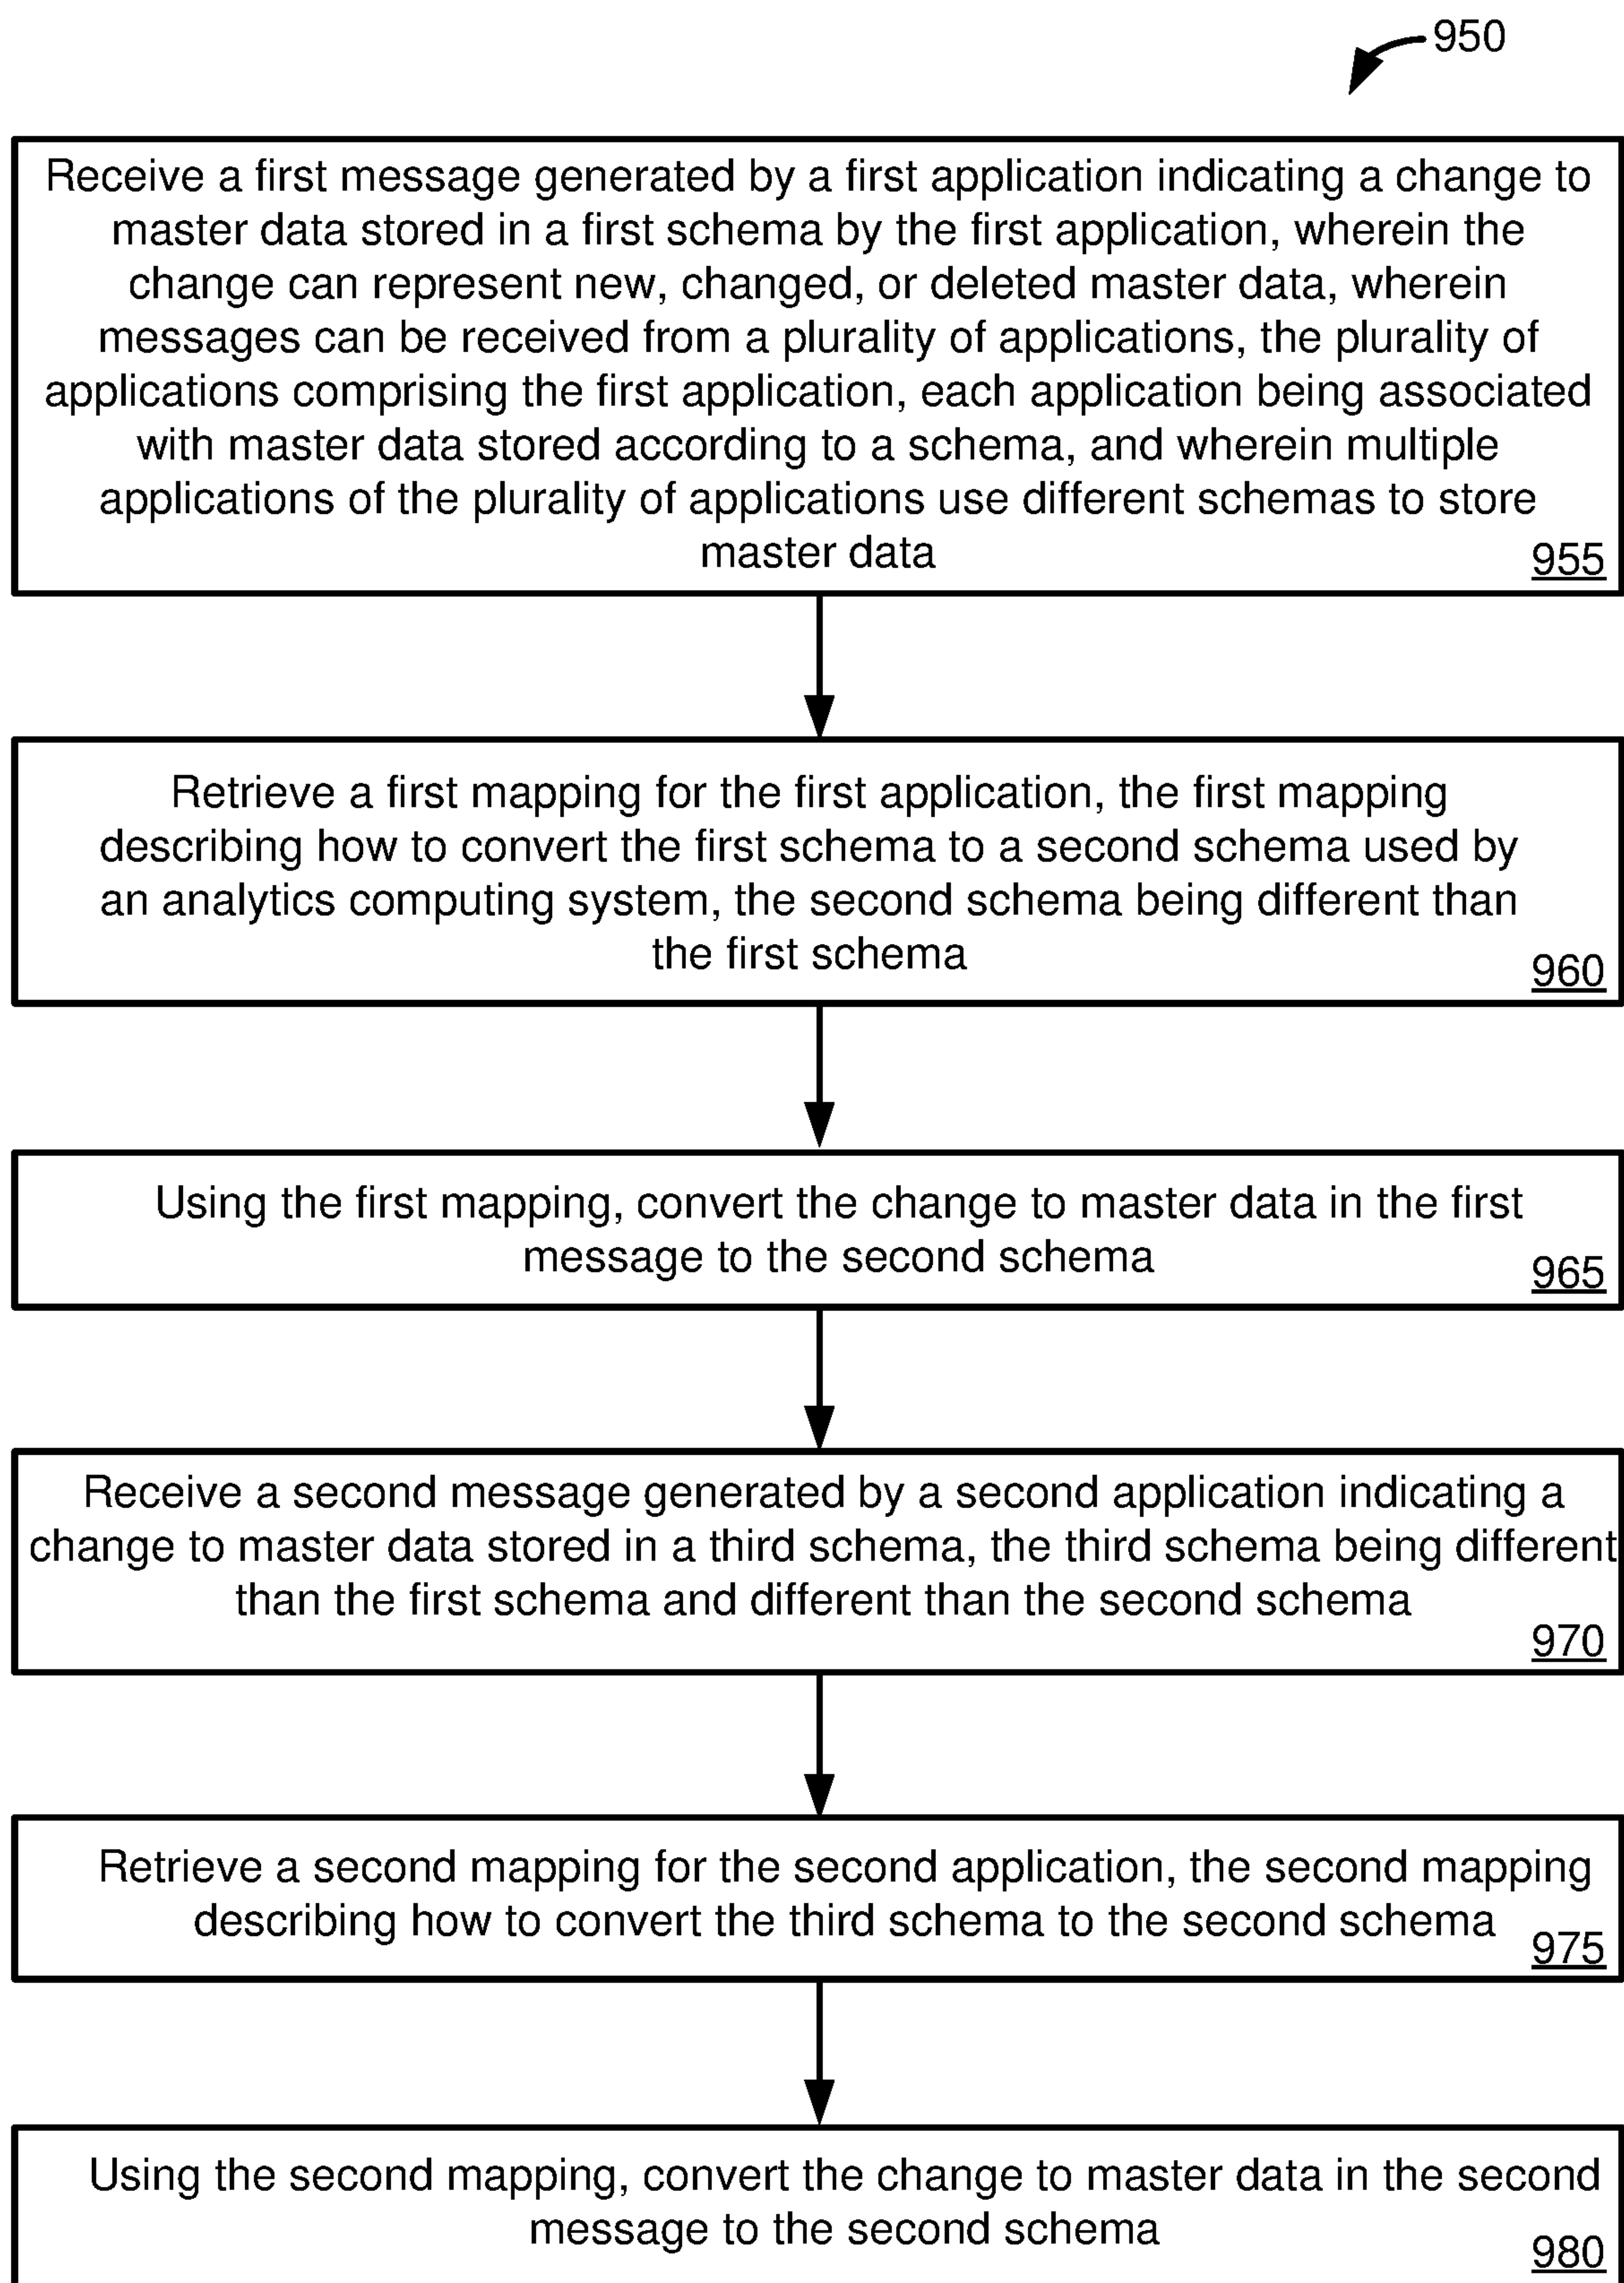 950
Receive a first message generated by a first application indicating a change to
master data stored in a first schema by the first application, wherein the
change can represent new, changed, or deleted master data, wherein
messages can be received from a plurality of applications, the plurality of
applications comprising the first application, each application being associated
with master data stored according to a schema, and wherein multiple
applications of the plurality of applications use different schemas to store
master data
955
Retrieve a first mapping for the first application, the first mapping
describing how to convert the first schema to a second schema used by
an analytics computing system, the second schema being different than
the first schema
960
Using the first mapping, convert the change to master data in the first
message to the second schema
965
Receive a second message generated by a second application indicating a
change to master data stored in a third schema, the third schema being different
than the first schema and different than the second schema
970
Retrieve a second mapping for the second application, the second mapping
describing how to convert the third schema to the second schema
975
Using the second mapping, convert the change to master data in the second
message to the second schema
980